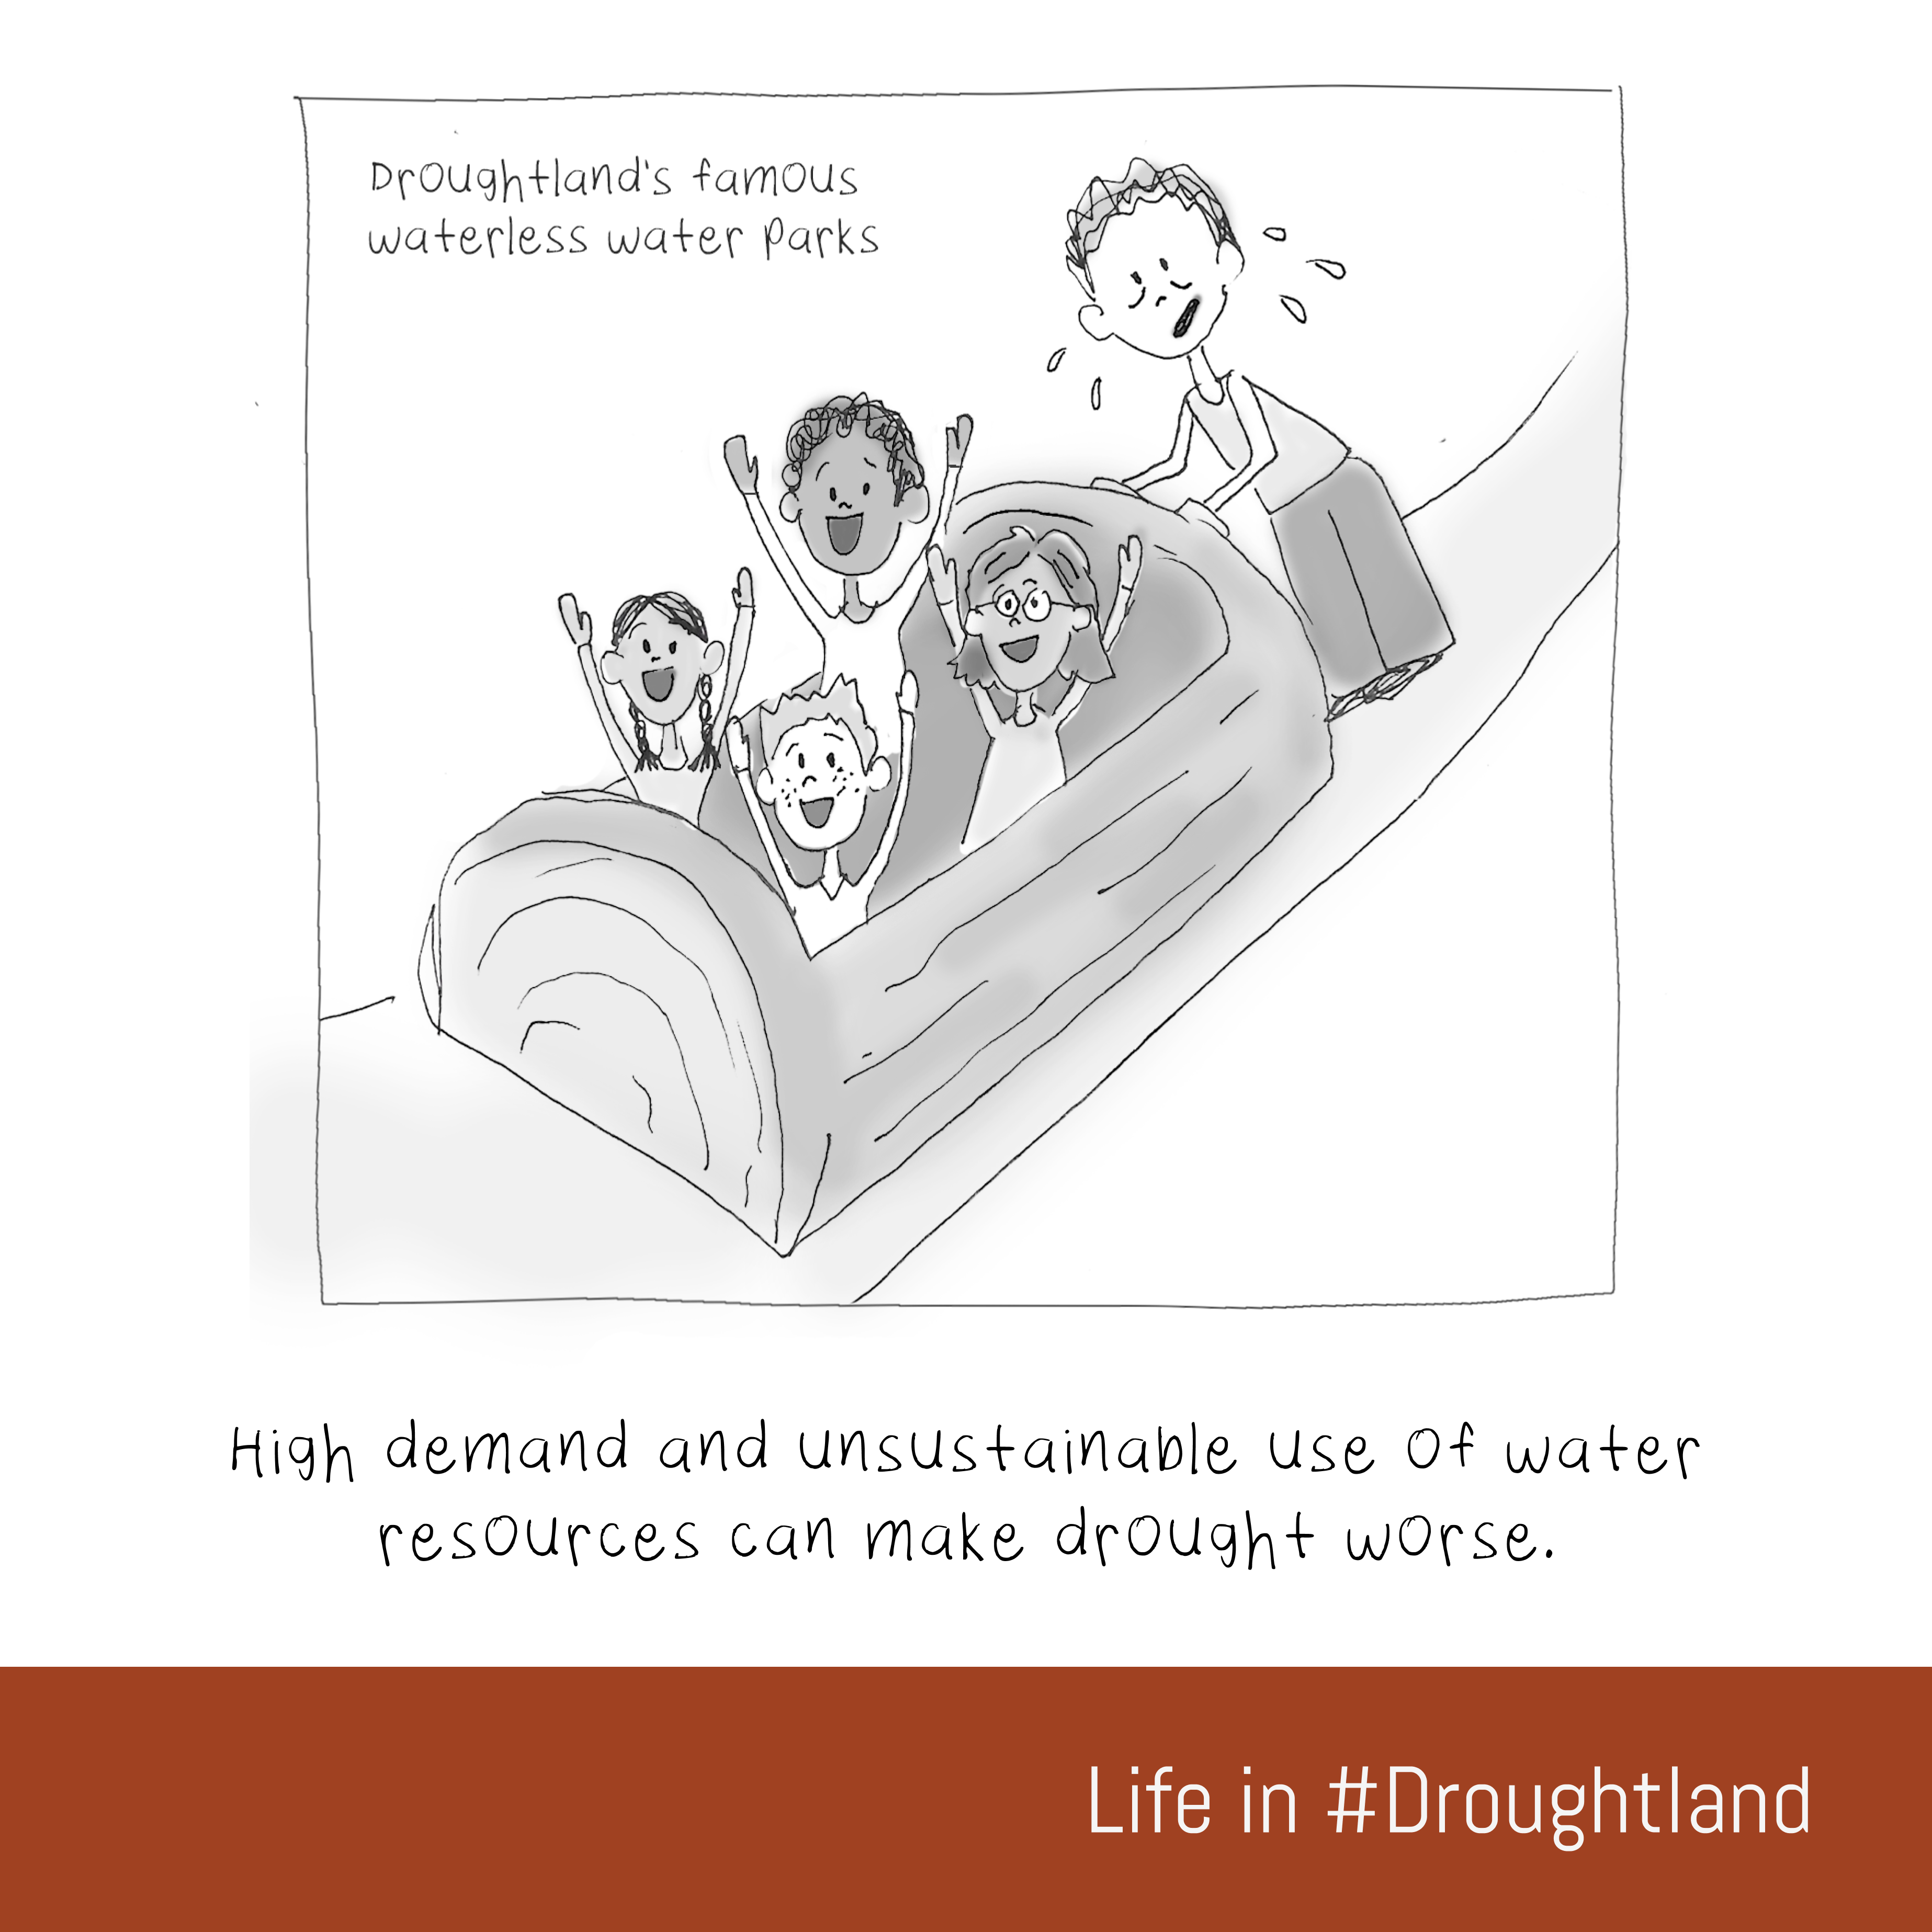 Droughtland's famous
waterless water parks
High demand and unsustainable use of water
resources can make drought worse.
Life in #Droughtland